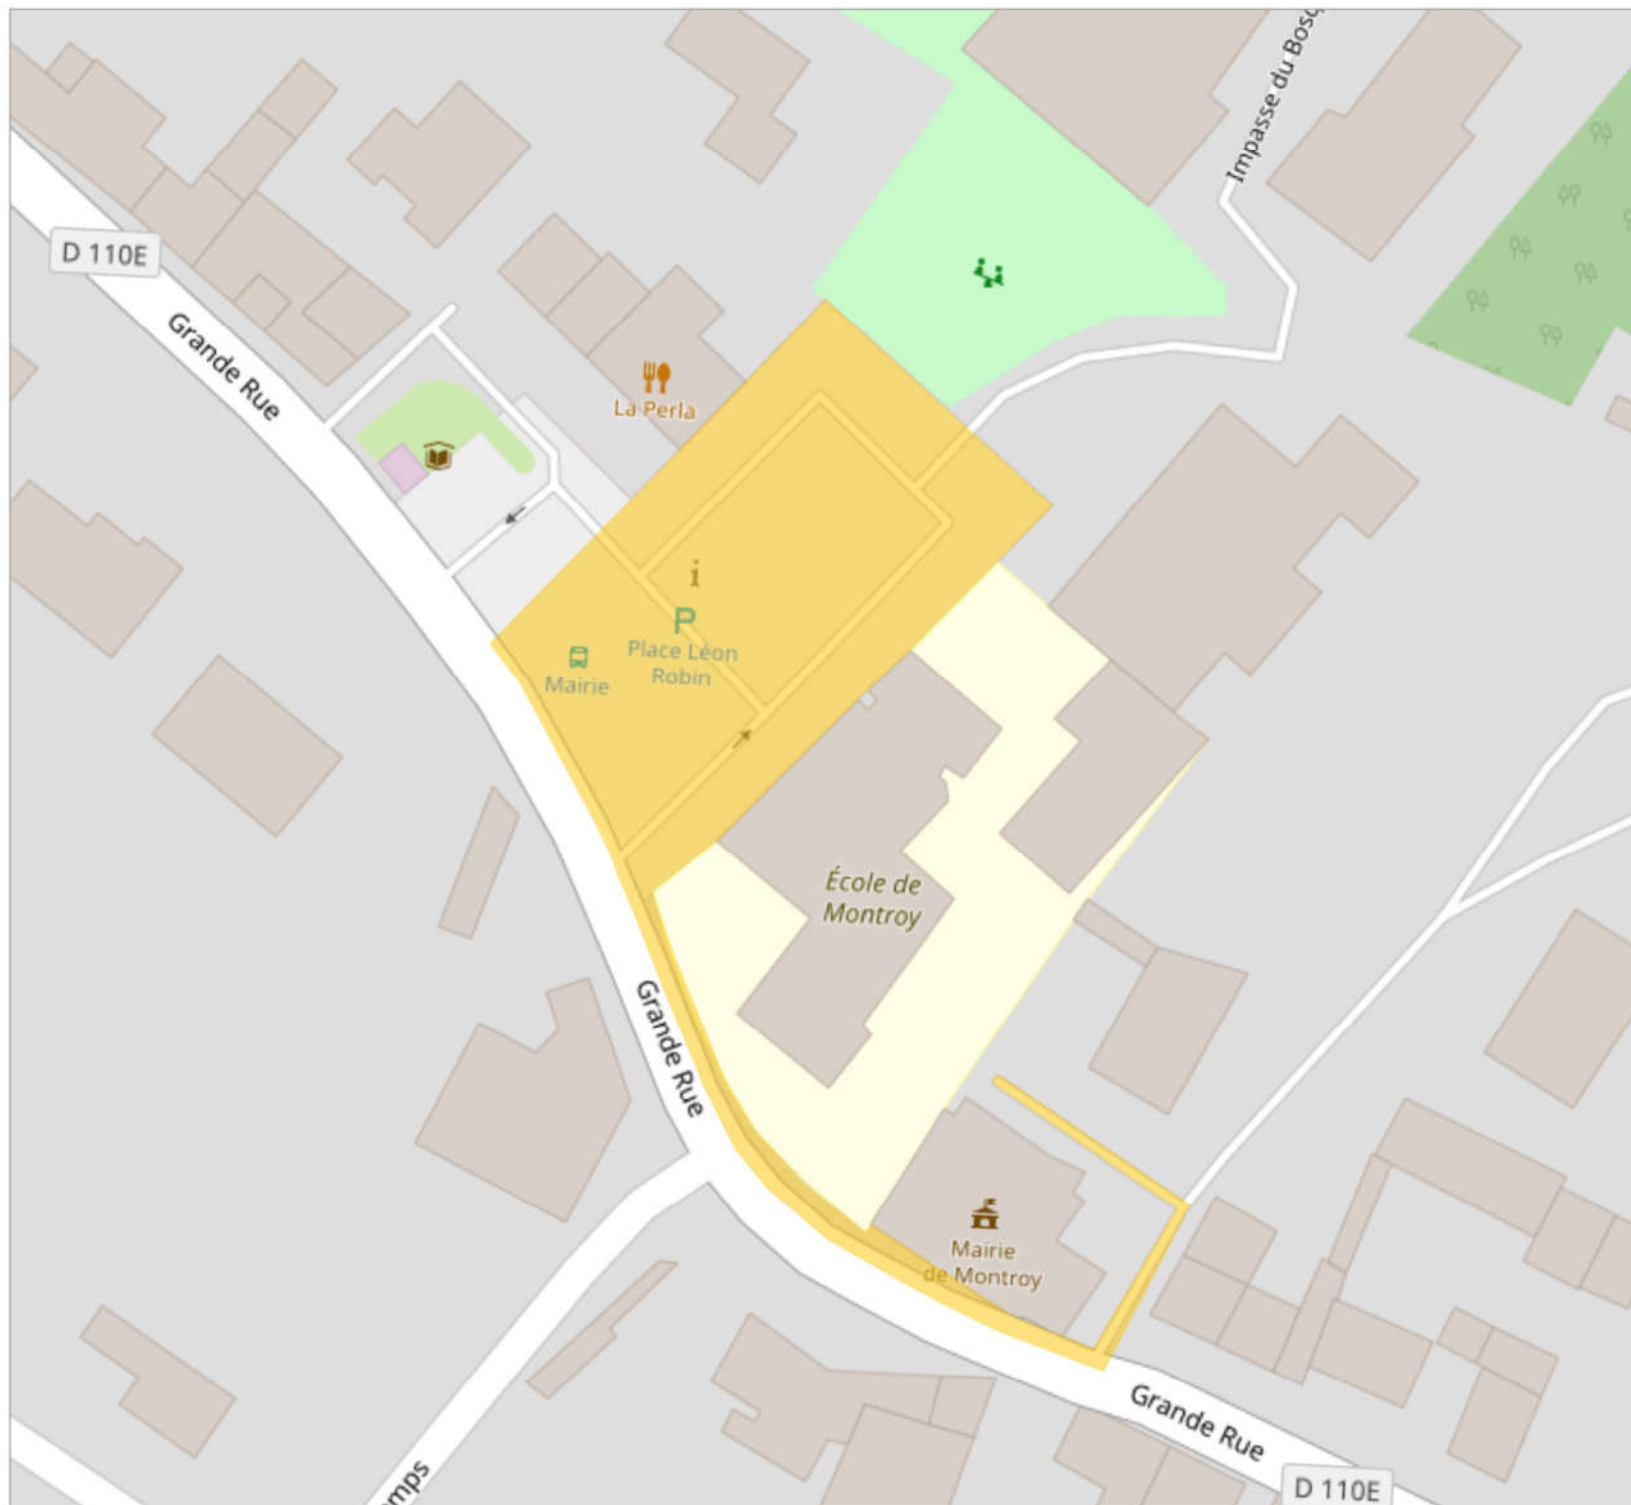 Impasse du Bosc
D 110E
Grande Rue
La Perla
i
P
Place Léon
Robin
Mairie
École de
Montroy
Grande Rue
Mairie
de Montroy
Grande Rue
D 110E